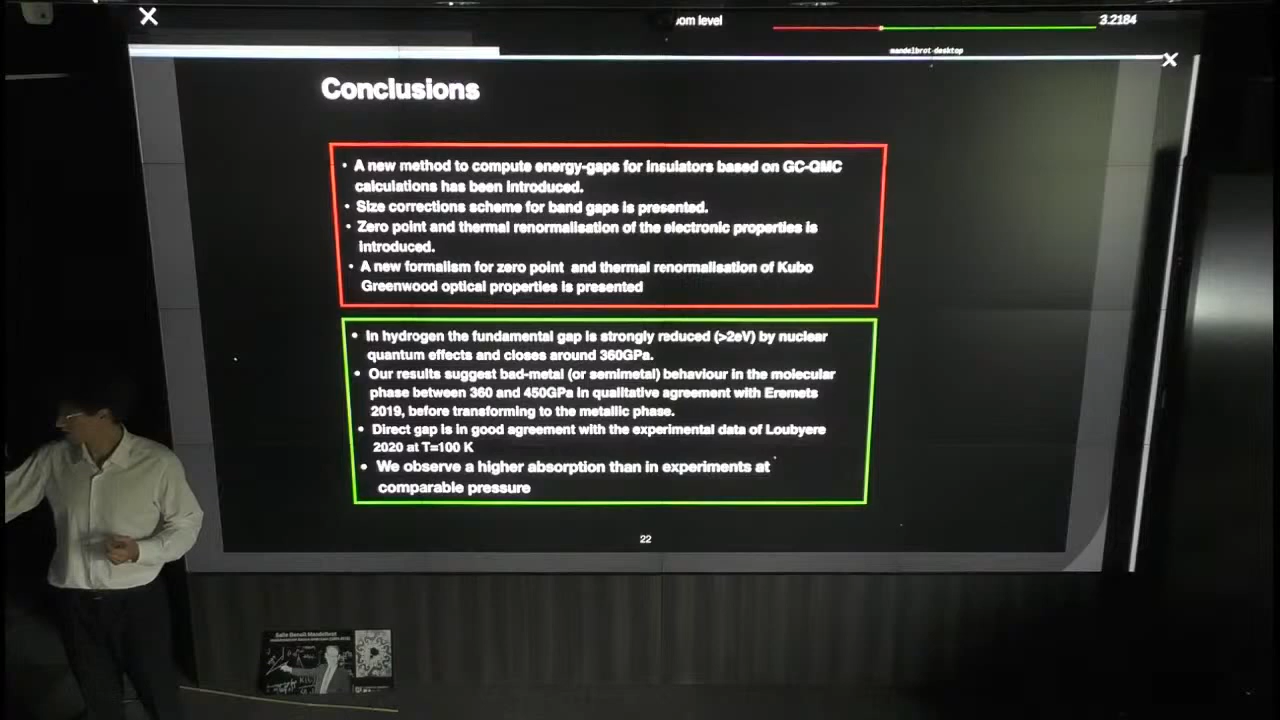 oom level
3.2184
mandelbrot-desktop
Conclusions
• A new method to compute energy-gaps for insulators based on GC-QMC
calculations has been introduced.
• Size corrections scheme for band gaps is presented.
• Zero point and thermal renormalisation of the electronic properties is
introduced.
• A new formalism for zero point and thermal renormalisation of Kubo
Greenwood optical properties is presented
• In hydrogen the fundamental gap is strongly reduced (>2eV) by nuclear
quantum effects and closes around 360GPa.
• Our results suggest bad-metal (or semimetal) behaviour in the molecular
phase between 360 and 450GPa in qualitative agreement with Eremets
2019, before transforming to the metallic phase.
• Direct gap is in good agreement with the experimental data of Loubyere
2020 at T=100 K
• We observe a higher absorption than in experiments at
comparable pressure
22
Salle Benoit Mandelbrot